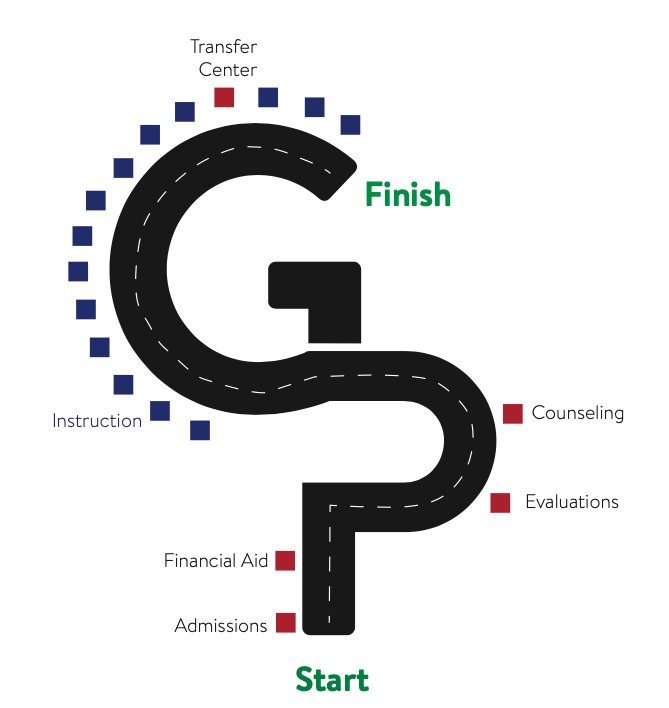 Transfer
Center
Finish
Counseling
Instruction
Evaluations
Financial Aid
Admissions
Start